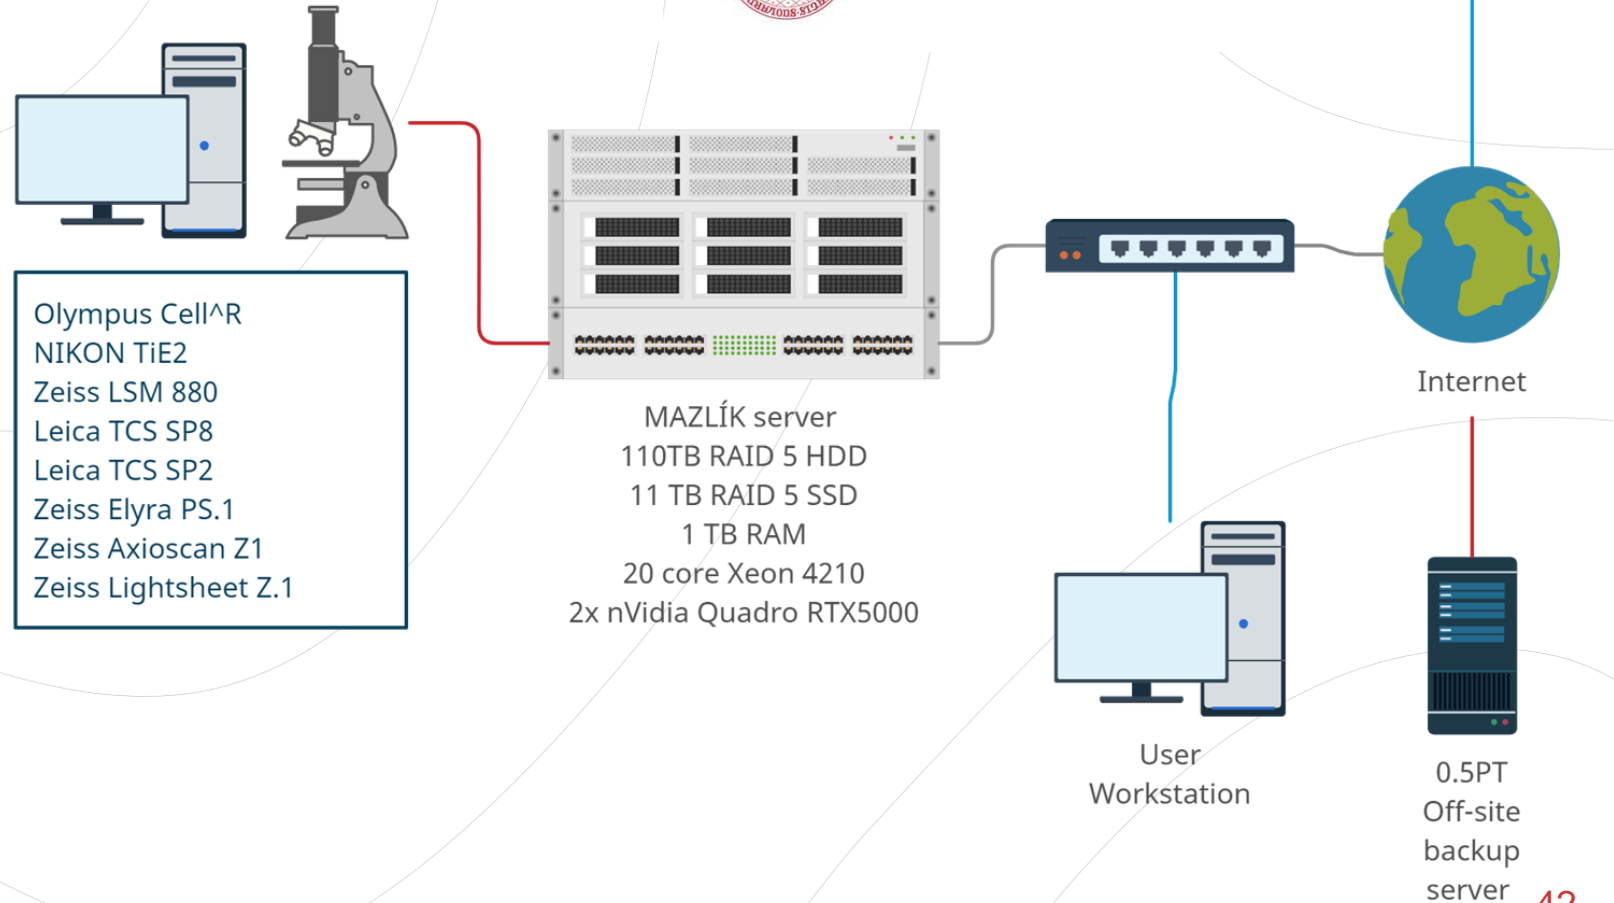 Olympus Cell^R
NIKON TiE2
Zeiss LSM 880
Leica TCS SP8
Leica TCS SP2
Zeiss Elyra PS.1
Zeiss Axioscan Z1
Zeiss Lightsheet Z.1
MAZLÍK server
110TB RAID 5 HDD
11 TB RAID 5 SSD
1 TB RAM
20 core Xeon 4210
2x nVidia Quadro RTX5000
Internet
User
Workstation
0.5PT
Off-site
backup
server